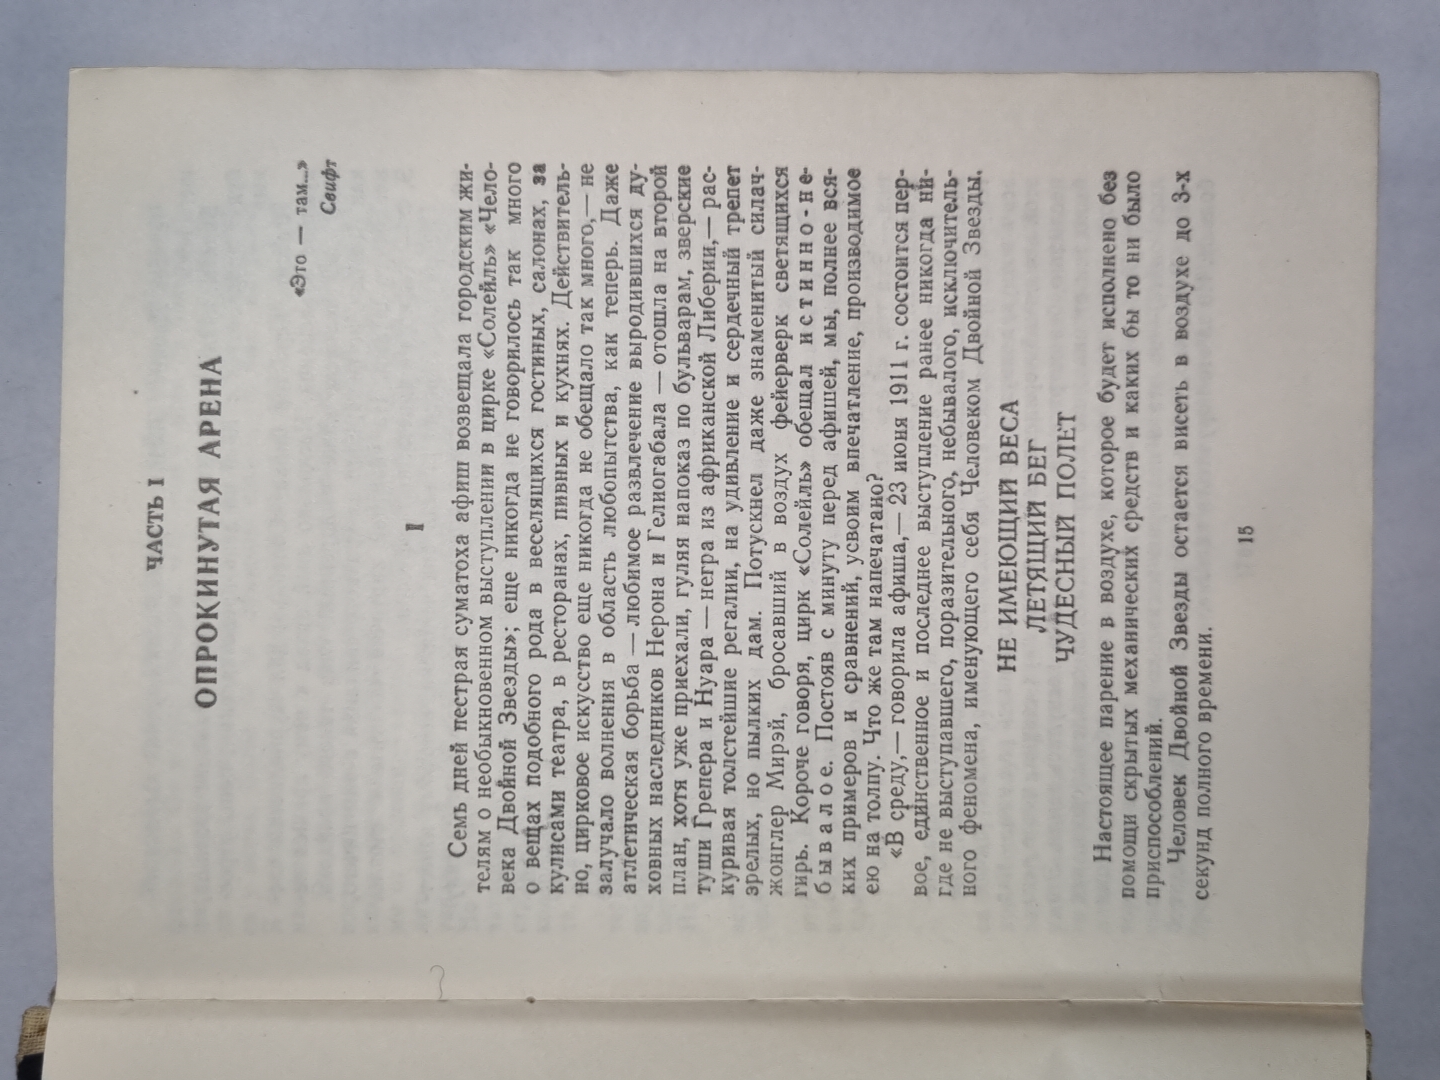 ЧАСТЬ I
ОПРОКИНУТАЯ АРЕНА
«Это — там...»
Свифт
I
Семь дней пестрая суматоха афиш возвещала городским жи-
телям о необыкновенном выступлении в цирке «Солейль» «Чело-
века Двойной Звезды»; еще никогда не говорилось так много
о вещах подобного рода в веселящихся гостиных, салонах, за
кулисами театра, в ресторанах, пивных и кухнях. Действитель-
но, цирковое искусство еще никогда не обещало так много,— не
залучало волнения в область любопытства, как теперь. Даже
атлетическая борьба — любимое развлечение выродившихся ду-
ховных наследников Нерона и Гелиогабала — отошла на второй
план, хотя уже приехали, гуляя напоказ по бульварам, зверские
туши Грепера и Нуара — негра из африканской Либерии,— рас-
куривая толстейшие регалии, на удивление и сердечный трепет
зрелых, но пылких дам. Потускнел даже знаменитый силач-
жонглер Мирэй, бросавший в воздух фейерверк светящихся
гирь. Короче говоря, цирк «Солейль» обещал истинно-не-
бывалое. Постояв с минуту перед афишей, мы, полнее вся-
ких примеров и сравнений, усвоим впечатление, производимое
ею на толпу. Что же там напечатано?
«В среду,— говорила афиша,— 23 июня 1911 г. состоится пер-
вое, единственное и последнее выступление ранее никогда ни-
где не выступавшего, поразительного, небывалого, исключитель-
ного феномена, именующего себя Человеком Двойной Звезды.
НЕ ИМЕЮЩИЙ ВЕСА
ЛЕТЯЩИЙ БЕГ
ЧУДЕСНЫЙ ПОЛЕТ
Настоящее парение в воздухе, которое будет исполнено без
помощи скрытых механических средств и каких бы то ни было
приспособлений.
Человек Двойной Звезды остается висеть в воздухе до 3-х
секунд полного времени.
15